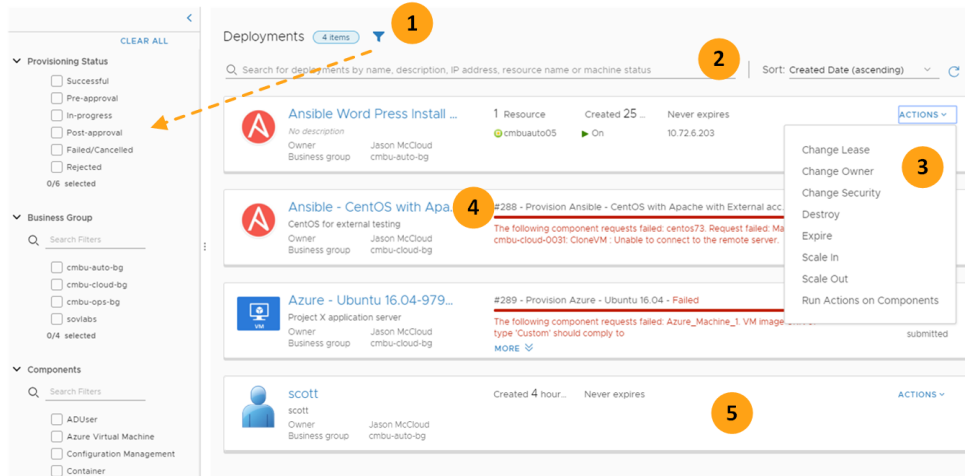 CLEAR ALL
Provisioning Status
Successful
Pre-approval
In-progress
Post-approval
Failed/Cancelled
Rejected
0/6 selected
Business Group
Search Filters
cmbu-auto-bg
cmbu-cloud-bg
cmbu-ops-bg
sovlabs
0/4 selected
Components
Search Filters
ADUser
Azure Virtual Machine
Configuration Management
Container
Deployments 4 items 1
Search for deployments by name, description, IP address, resource name or machine status 2 Sort: Created Date (ascending)
Ansible Word Press Install ... 1 Resource Created 25 ... Never expires ACTIONS
No description cmbuauto05 On 10.72.6.203
Owner Jason McCloud
Business group cmbu-auto-bg
3
Change Lease
Change Owner
Change Security
Destroy
Expire
Scale In
Scale Out
Run Actions on Components
Ansible - CentOS with Apa... 4 #288 - Provision Ansible - CentOS with Apache with External acc
CentOS for external testing The following component requests failed: centos73. Request failed: Ma
Owner Jason McCloud cmbu-cloud-0031: CloneVM : Unable to connect to the remote server.
Business group cmbu-cloud-bg
VM
Azure - Ubuntu 16.04-979... #289 - Provision Azure - Ubuntu 16.04 - Failed
Project X application server The following component requests failed: Azure_Machine_1. VM image
Owner Jason McCloud type 'Custom' should comply to submitted
Business group cmbu-cloud-bg MORE
scott Created 4 hour... Never expires ACTIONS
scott 5
Owner Jason McCloud
Business group cmbu-auto-bg